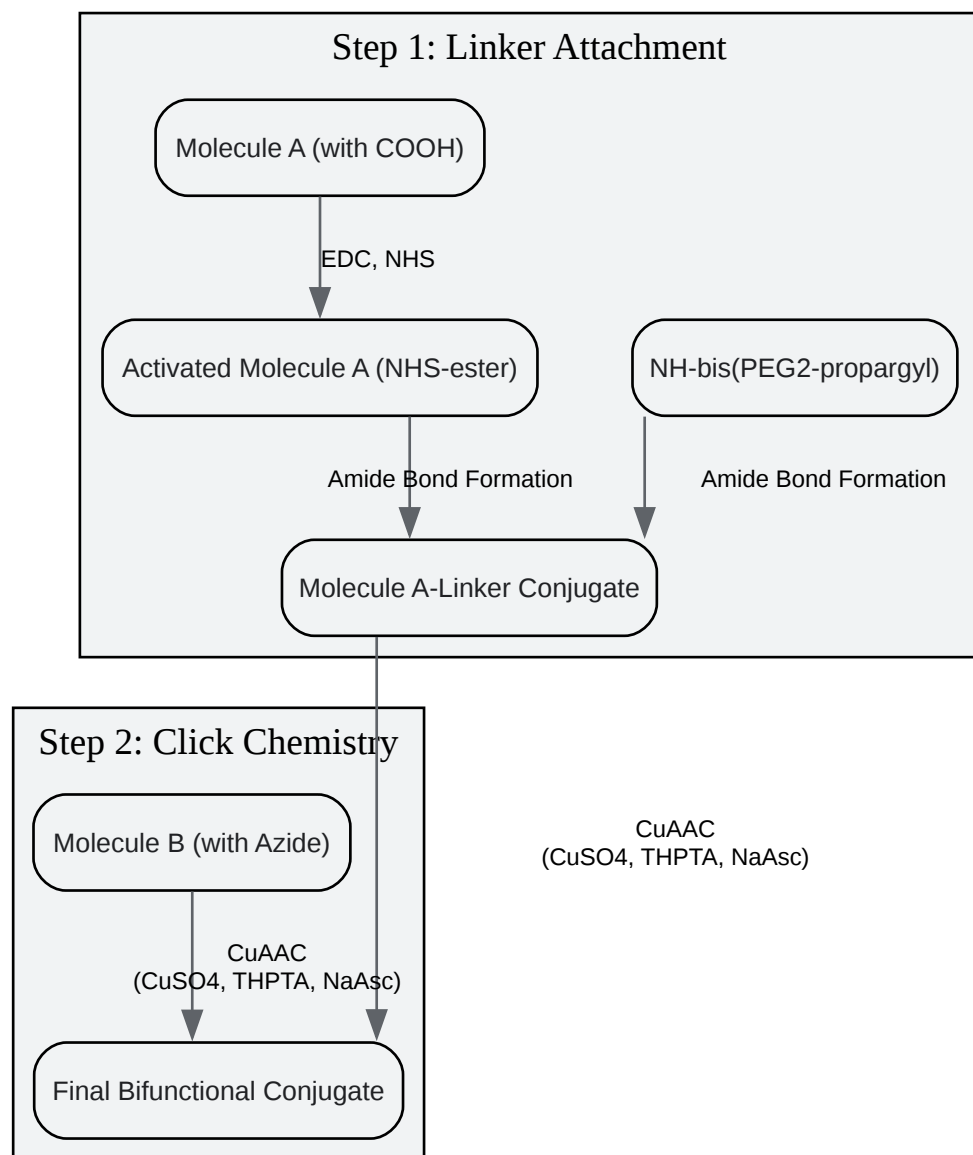 Step 1: Linker Attachment
Molecule A (with COOH)
EDC, NHS
Activated Molecule A (NHS-ester)
NH-bis(PEG2-propargyl)
Amide Bond Formation
Amide Bond Formation
Molecule A-Linker Conjugate
Step 2: Click Chemistry
Molecule B (with Azide)
CuAAC
(CuSO4, THPTA, NaAsc)
CuAAC
(CuSO4, THPTA, NaAsc)
Final Bifunctional Conjugate